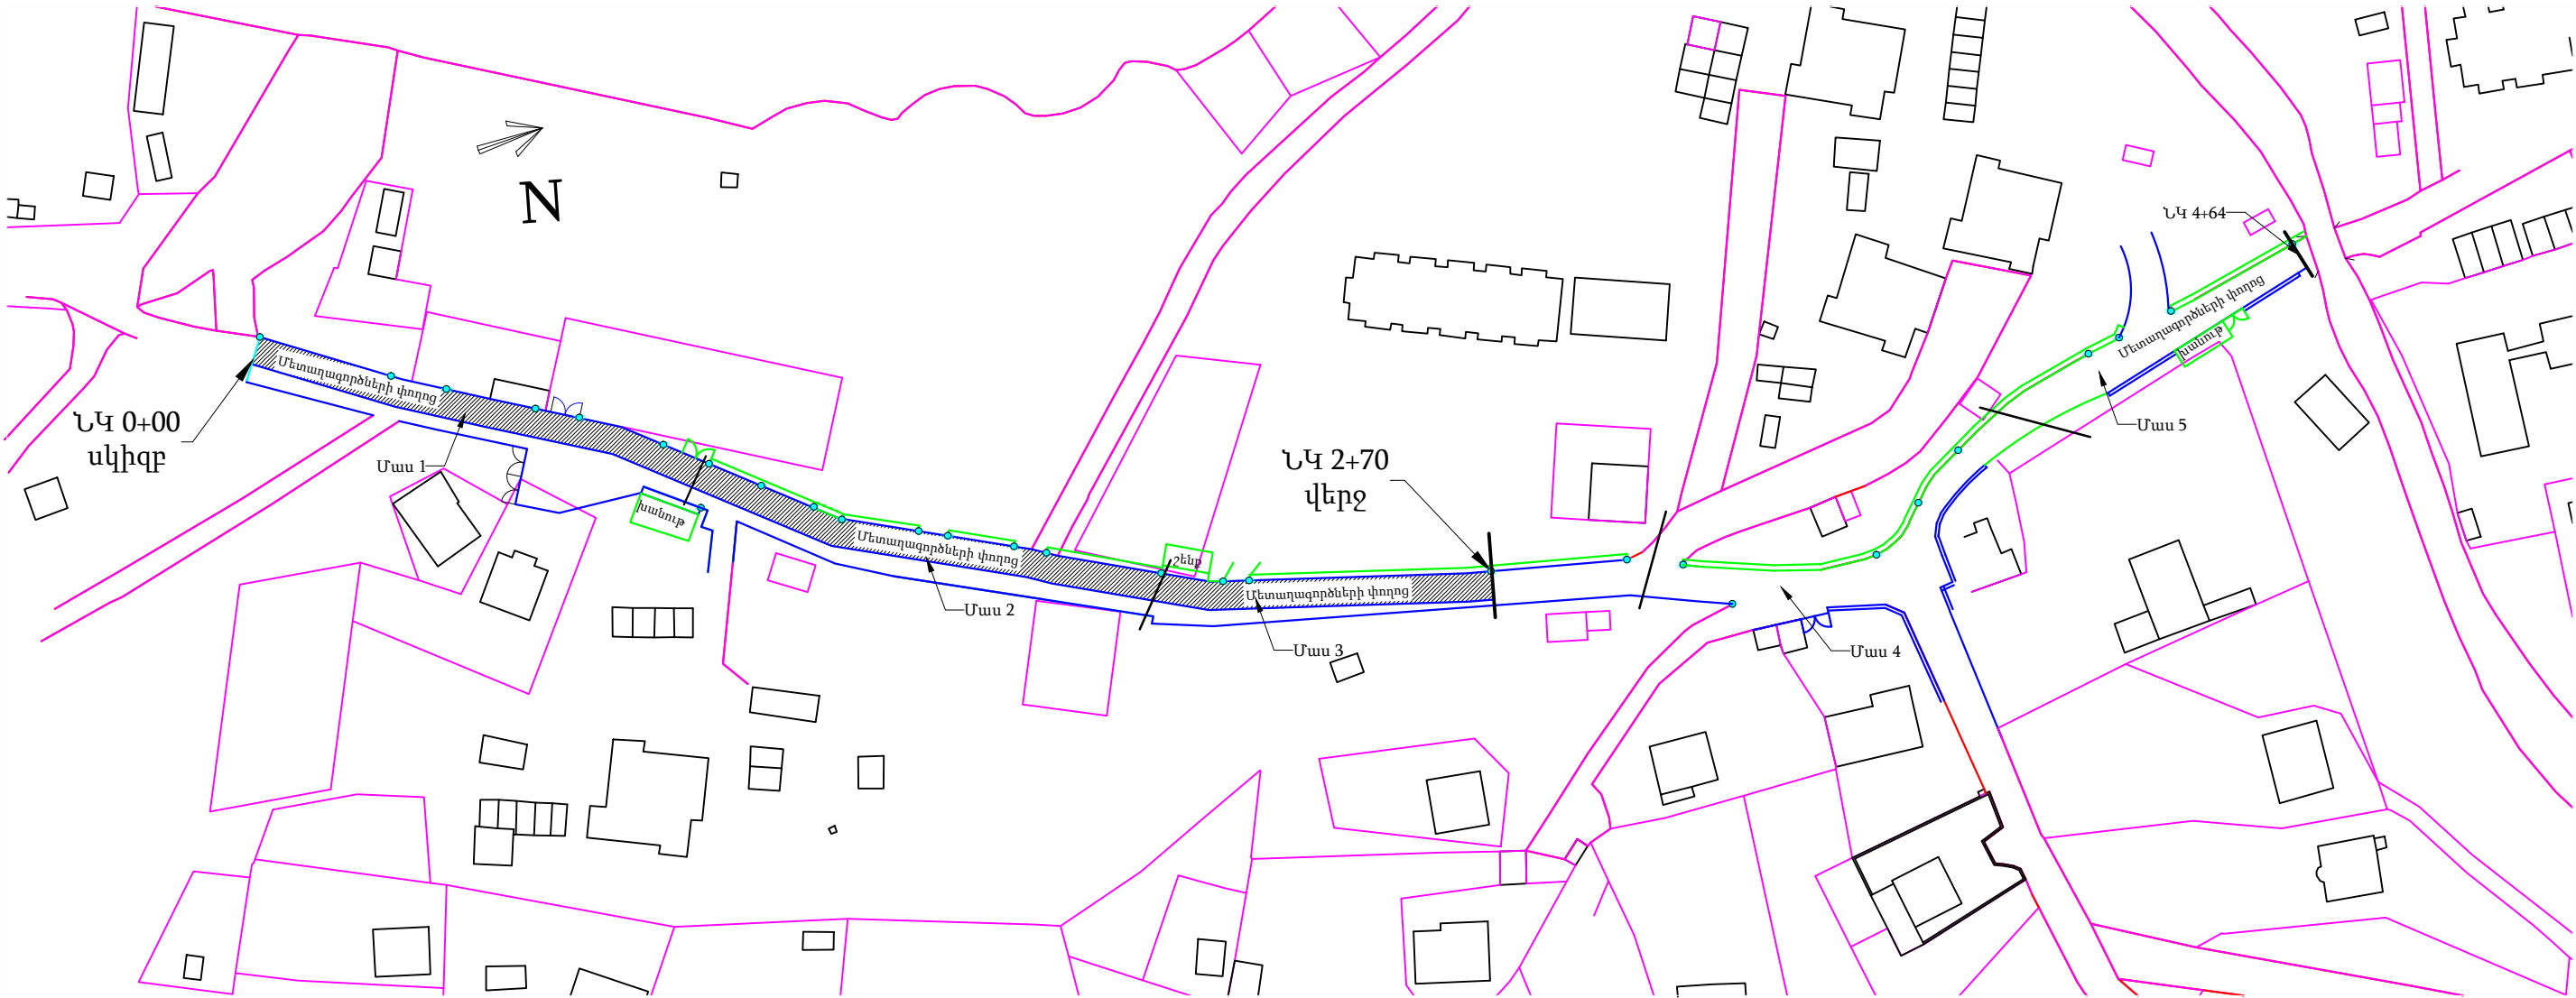 N
ՆԿ 4+64
Մետաղագործների փողոց
խանութ
Մետաղագործների փողոց
ՆԿ 0+00
սկիզբ
Մաս 1
Մաս 5
ՆԿ 2+70
վերջ
խանութ
Մետաղագործների փողոց
Շենք
Մետաղագործների փողոց
Մաս 2
Մաս 3
Մաս 4